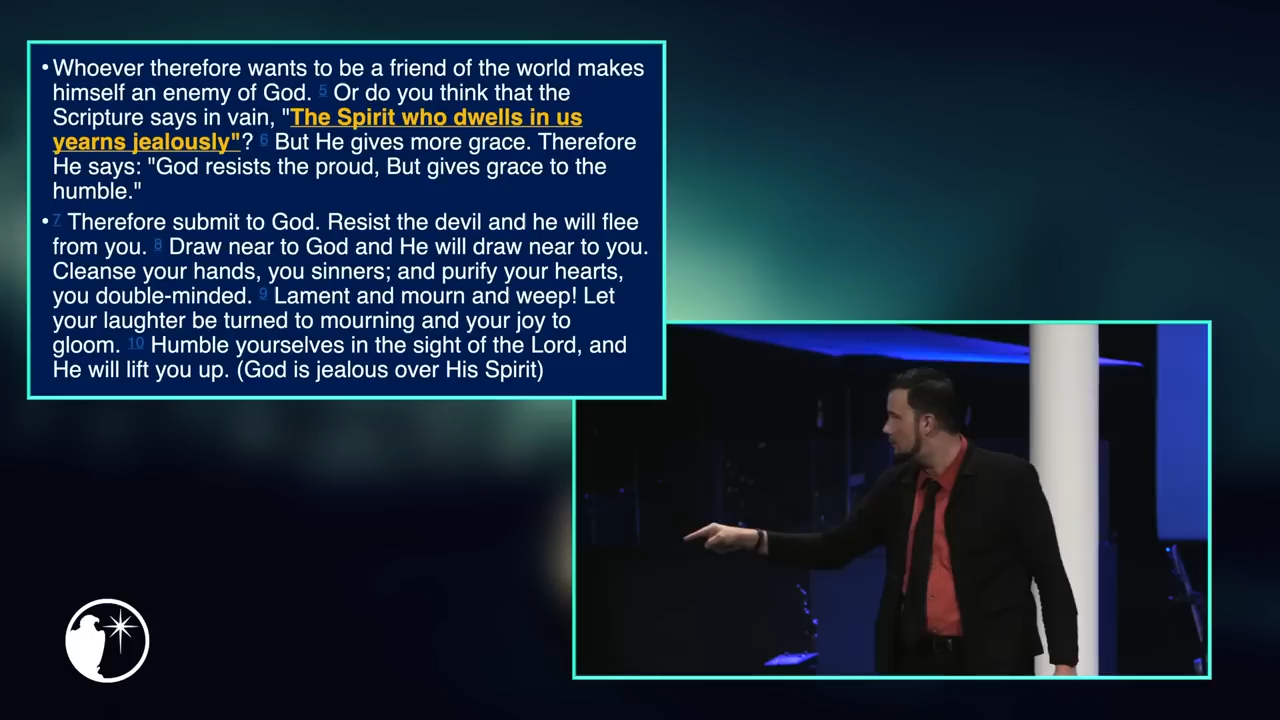 • Whoever therefore wants to be a friend of the world makes
himself an enemy of God. 5 Or do you think that the
Scripture says in vain, "The Spirit who dwells in us
yearns jealously"? 6 But He gives more grace. Therefore
He says: "God resists the proud, But gives grace to the
humble."
• 7 Therefore submit to God. Resist the devil and he will flee
from you. 8 Draw near to God and He will draw near to you.
Cleanse your hands, you sinners; and purify your hearts,
you double-minded. 9 Lament and mourn and weep! Let
your laughter be turned to mourning and your joy to
gloom. 10 Humble yourselves in the sight of the Lord, and
He will lift you up. (God is jealous over His Spirit)